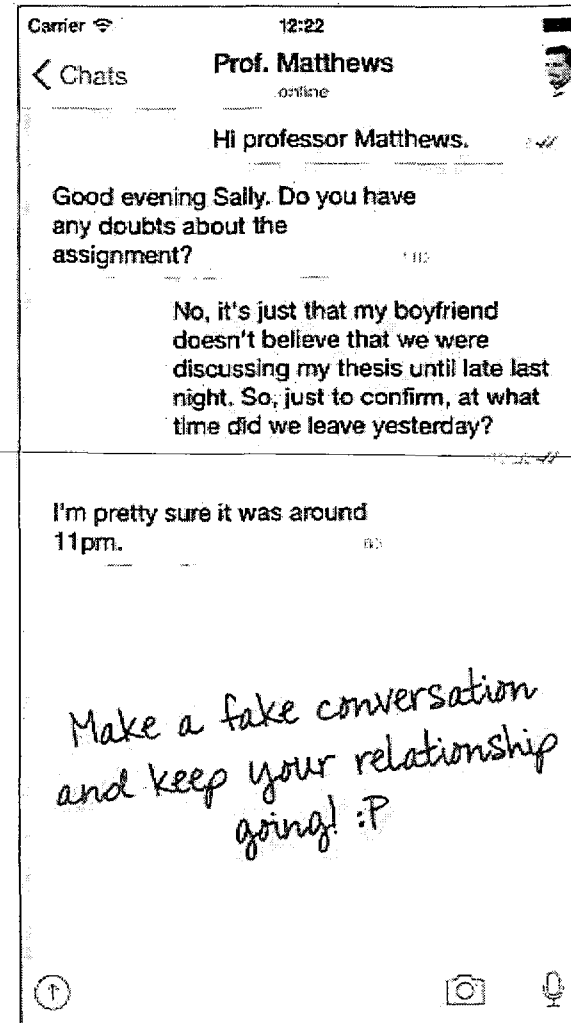 Carrier 12:22
Chats Prof. Matthews
online
Hi professor Matthews.
Good evening Sally. Do you have
any doubts about the
assignment?
No, it's just that my boyfriend
doesn't believe that we were
discussing my thesis until late last
night. So, just to confirm, at what
time did we leave yesterday?
I'm pretty sure it was around
11pm.
Make a fake conversation
and keep your relationship
going! :P